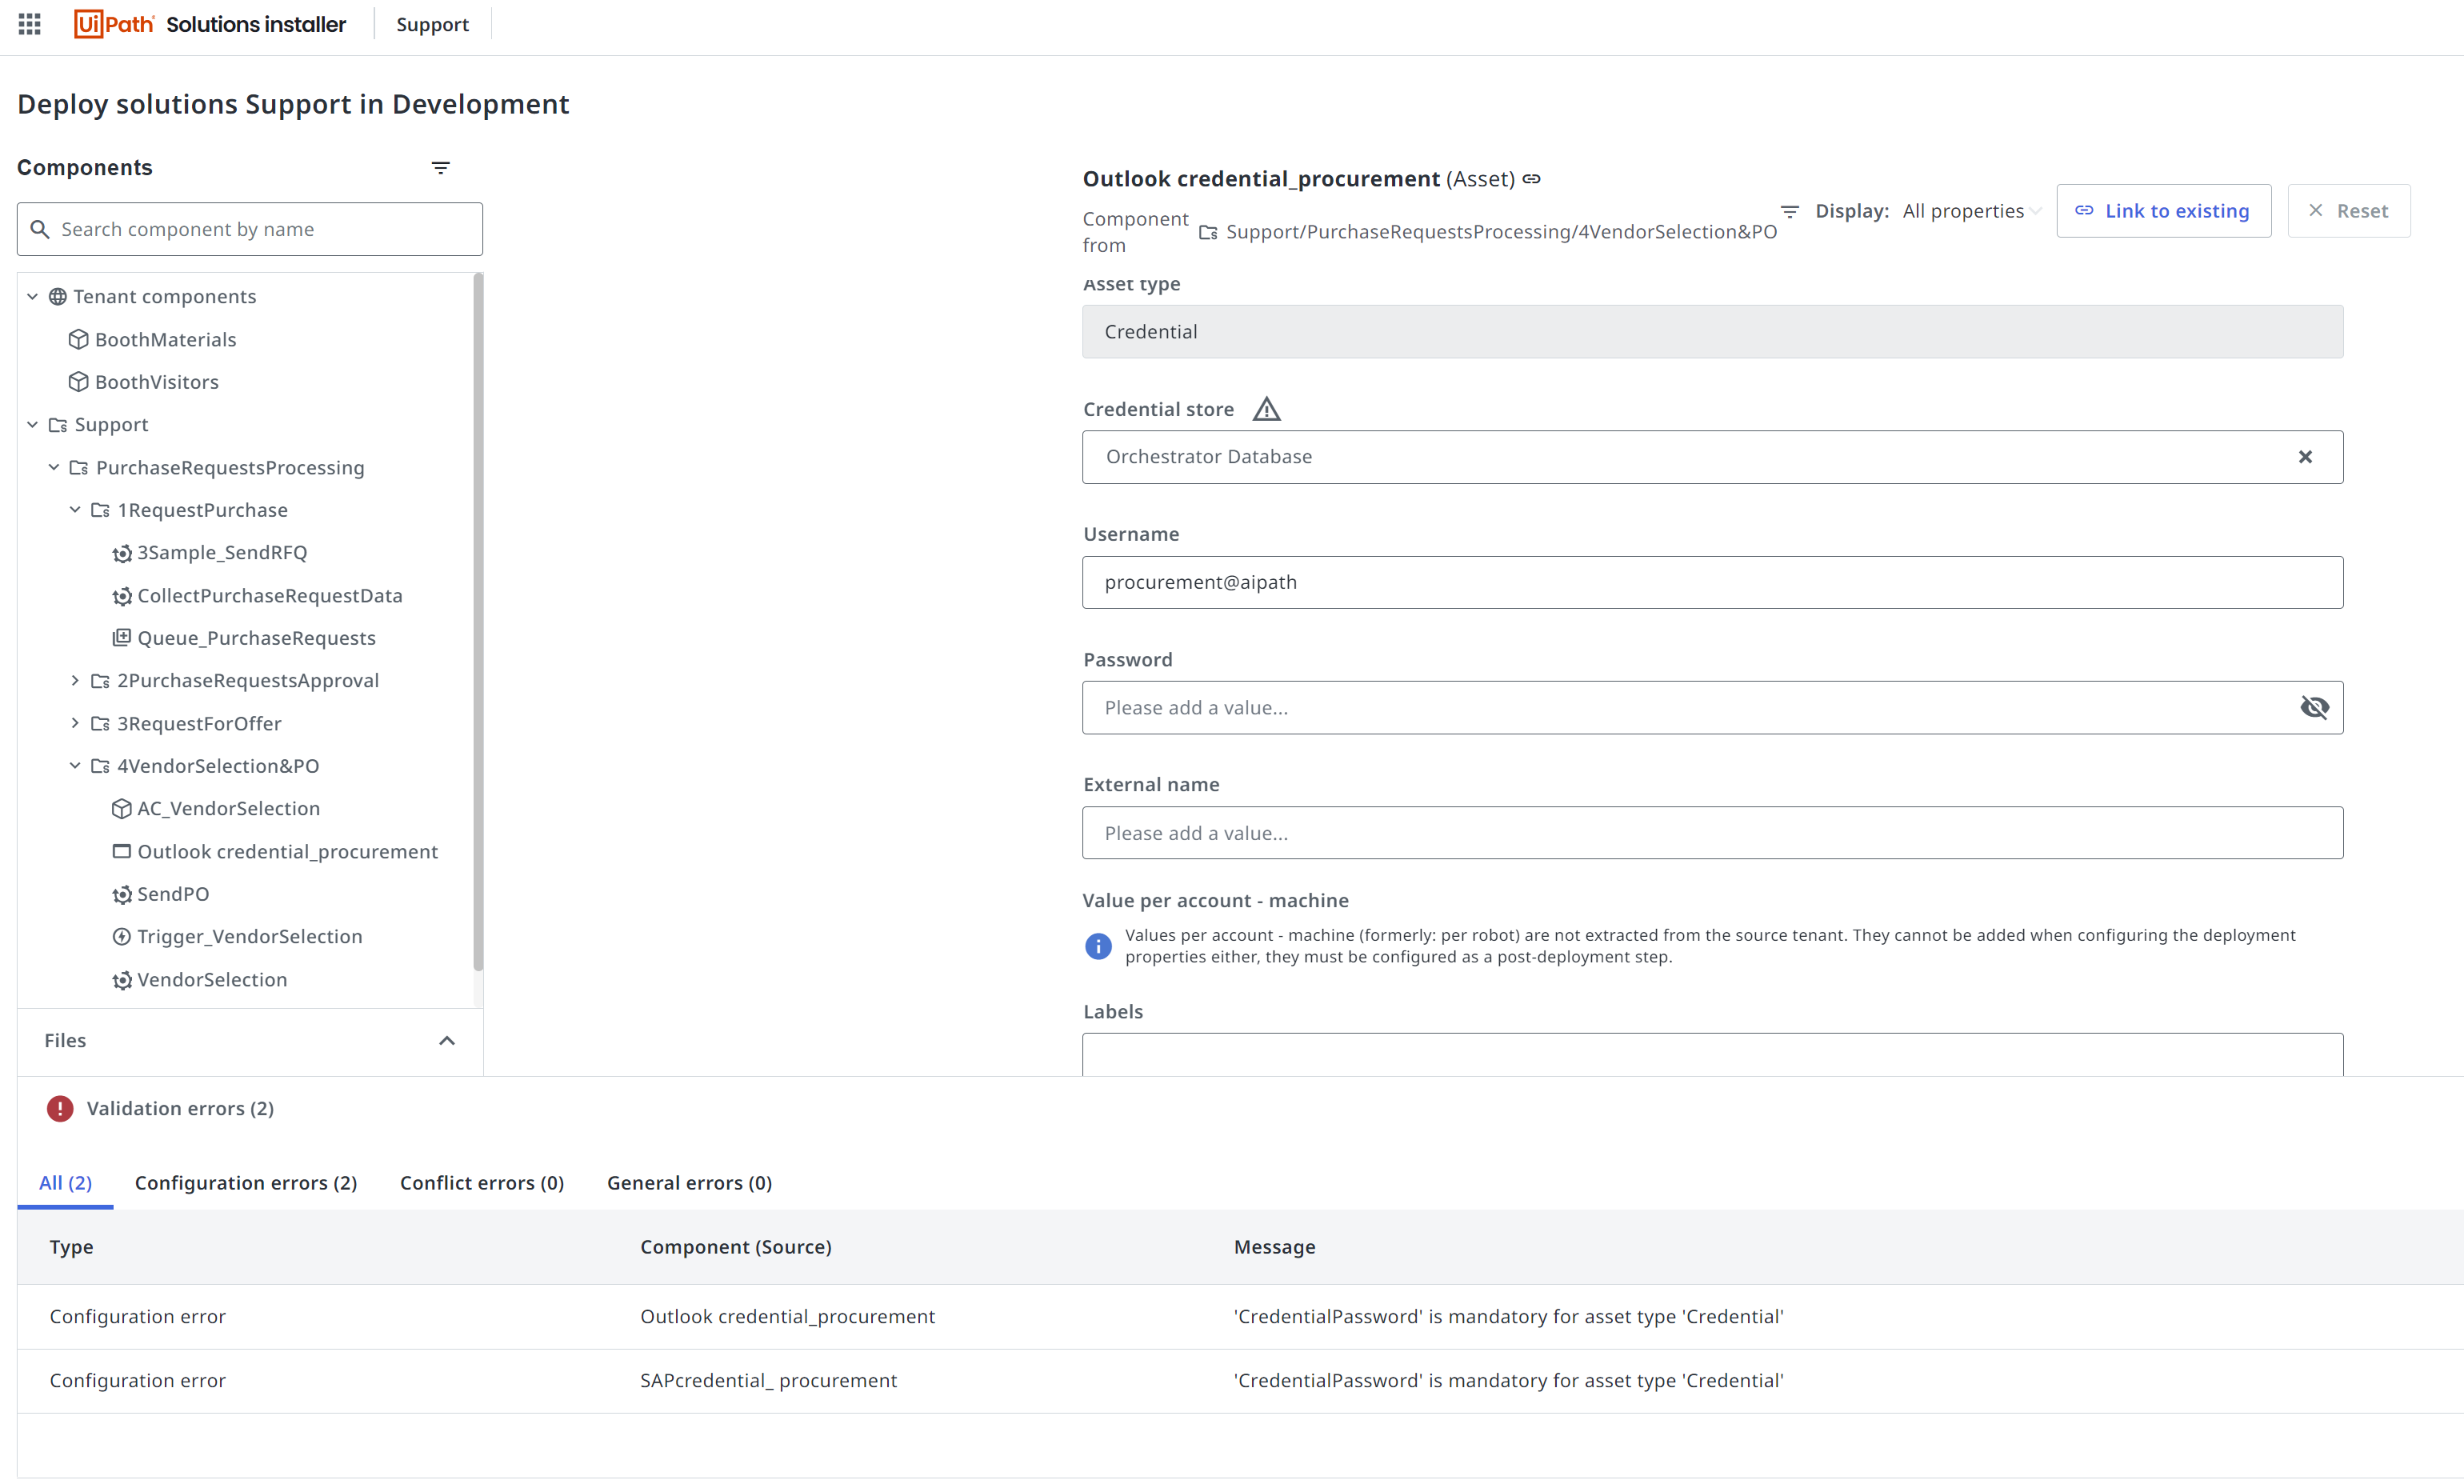 UiPath Solutions installer
Support
Deploy solutions Support in Development
Components
Search component by name
Tenant components
BoothMaterials
BoothVisitors
Support
PurchaseRequestsProcessing
1RequestPurchase
3Sample_SendRFQ
CollectPurchaseRequestData
Queue_PurchaseRequests
2PurchaseRequestsApproval
3RequestForOffer
4VendorSelection&PO
AC_VendorSelection
Outlook credential_procurement
SendPO
Trigger_VendorSelection
VendorSelection
Files
Outlook credential_procurement (Asset)
Component
from
Support/PurchaseRequestsProcessing/4VendorSelection&PO
Display: All properties
Link to existing
Reset
Asset type
Credential
Credential store
Orchestrator Database
Username
procurement@aipath
Password
Please add a value...
External name
Please add a value...
Value per account - machine
Values per account - machine (formerly: per robot) are not extracted from the source tenant. They cannot be added when configuring the deployment
properties either, they must be configured as a post-deployment step.
Labels
Validation errors (2)
All (2) Configuration errors (2) Conflict errors (0) General errors (0)
Type Component (Source) Message
Configuration error Outlook credential_procurement 'CredentialPassword' is mandatory for asset type 'Credential'
Configuration error SAPcredential_ procurement 'CredentialPassword' is mandatory for asset type 'Credential'